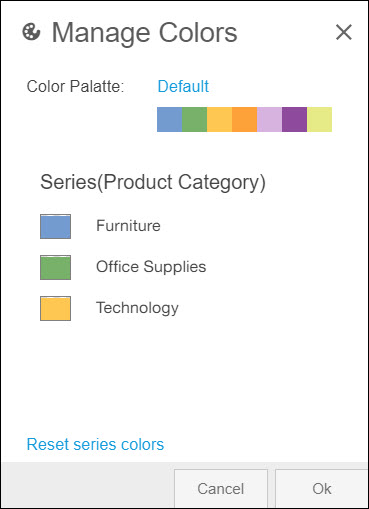 Manage Colors
Color Palatte: Default
Series(Product Category)
Furniture
Office Supplies
Technology
Reset series colors
Cancel Ok